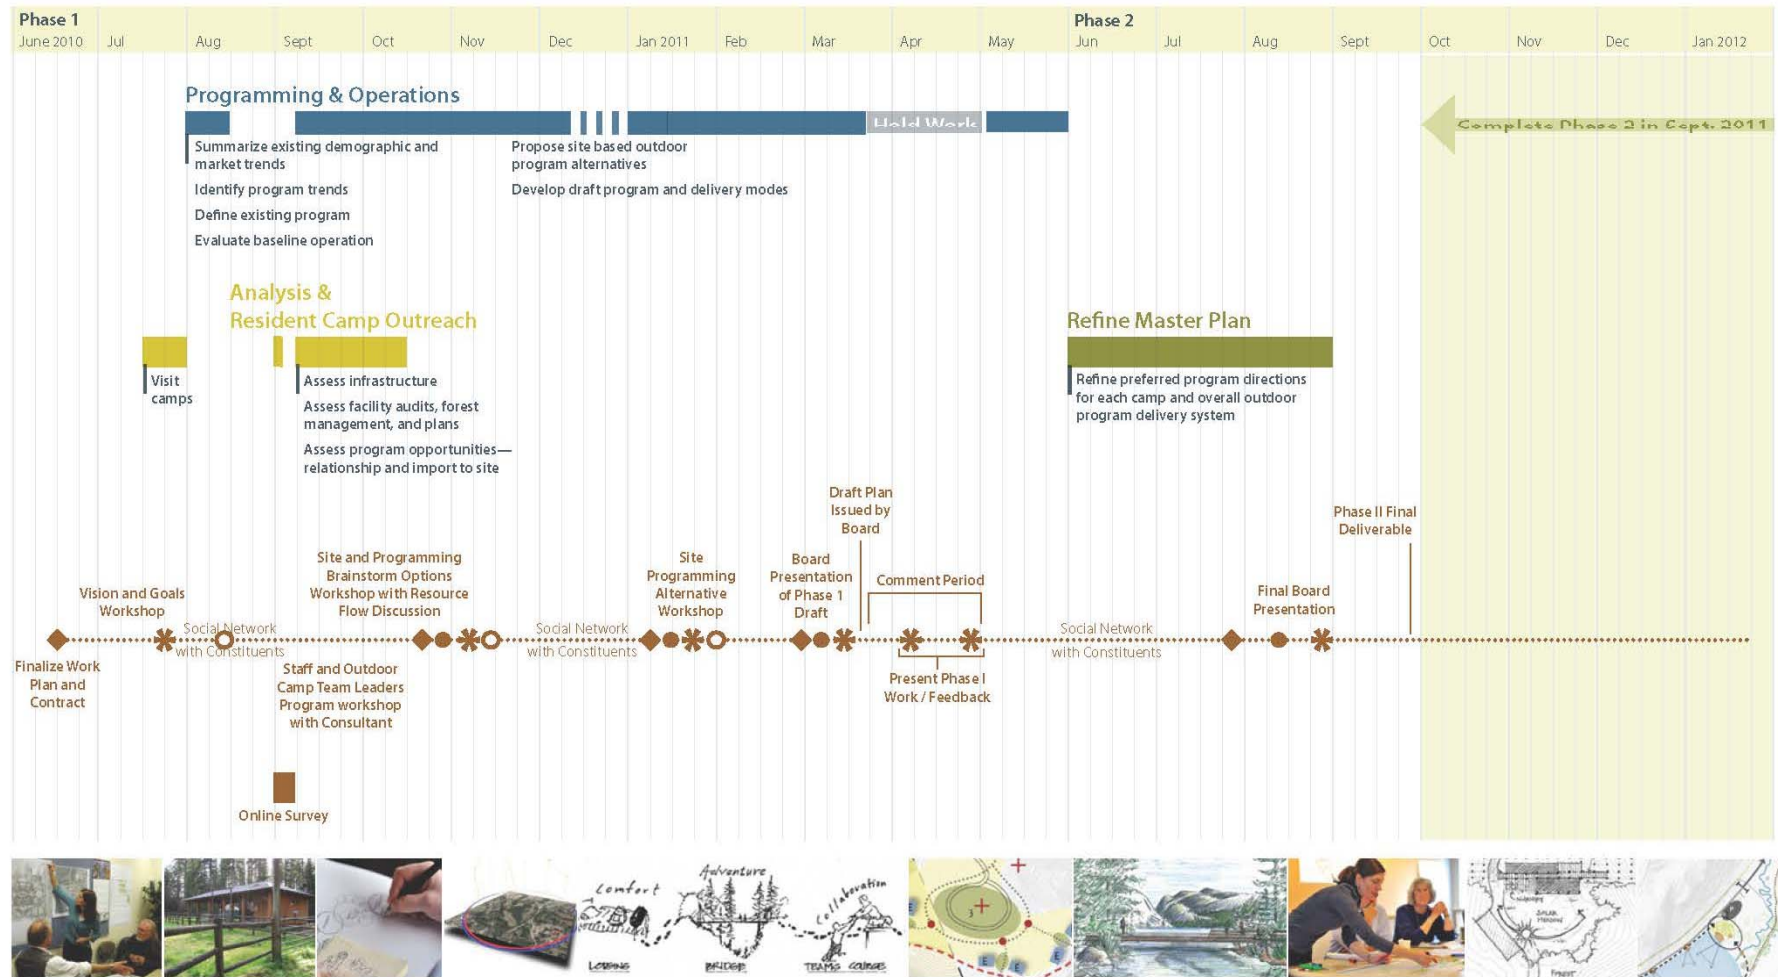 Phase 1
Phase 2
June 2010 Jul Aug Sept Oct Nov Dec Jan 2011 Feb Mar Apr May Jun Jul Aug Sept Oct Nov Dec Jan 2012
Programming & Operations
Hold Work
Complete Phase 2 in Sept. 2011
Summarize existing demographic and
market trends
Identify program trends
Define existing program
Evaluate baseline operation
Propose site based outdoor
program alternatives
Develop draft program and delivery modes
Analysis &
Resident Camp Outreach
Visit
camps
Assess infrastructure
Assess facility audits, forest
management, and plans
Assess program opportunities—
relationship and import to site
Refine Master Plan
Refine preferred program directions
for each camp and overall outdoor
program delivery system
Finalize Work
Plan and
Contract
Vision and Goals
Workshop
Social Network
with Constituents
Site and Programming
Brainstorm Options
Workshop with Resource
Flow Discussion
Staff and Outdoor
Camp Team Leaders
Program workshop
with Consultant
Social Network
with Constituents
Site
Programming
Alternative
Workshop
Board
Presentation
of Phase 1
Draft
Draft Plan
Issued by
Board
Comment Period
Present Phase I
Work / Feedback
Social Network
with Constituents
Final Board
Presentation
Phase II Final
Deliverable
Online Survey
Comfort
Adventure
Collaboration
LODGING
BRIDGE
TEAMS COURSE
3
E
E
E
E
SOLAR
MEADOW
FOREST